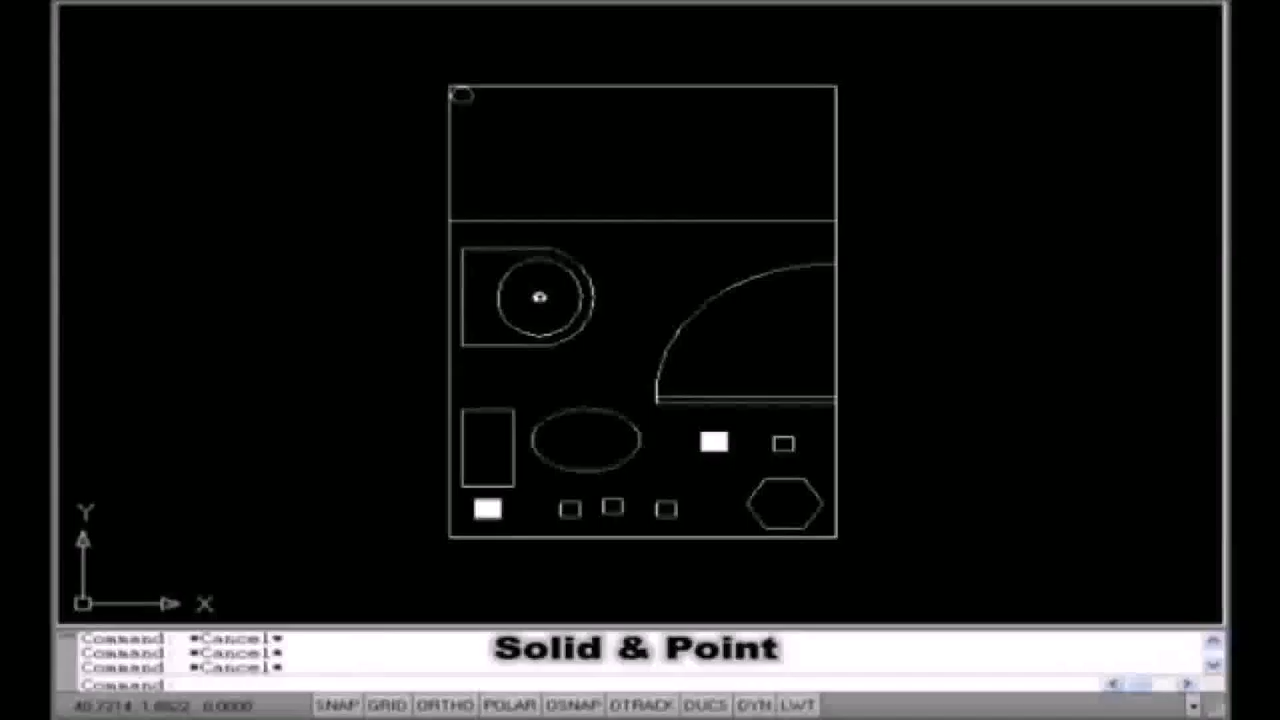 Y
X
Command: *Cancel*
Command: *Cancel*
Command: *Cancel*
Solid & Point
Command:
SNAP GRID ORTHO POLAR OSNAP OTRACK DUCS DYN LWT